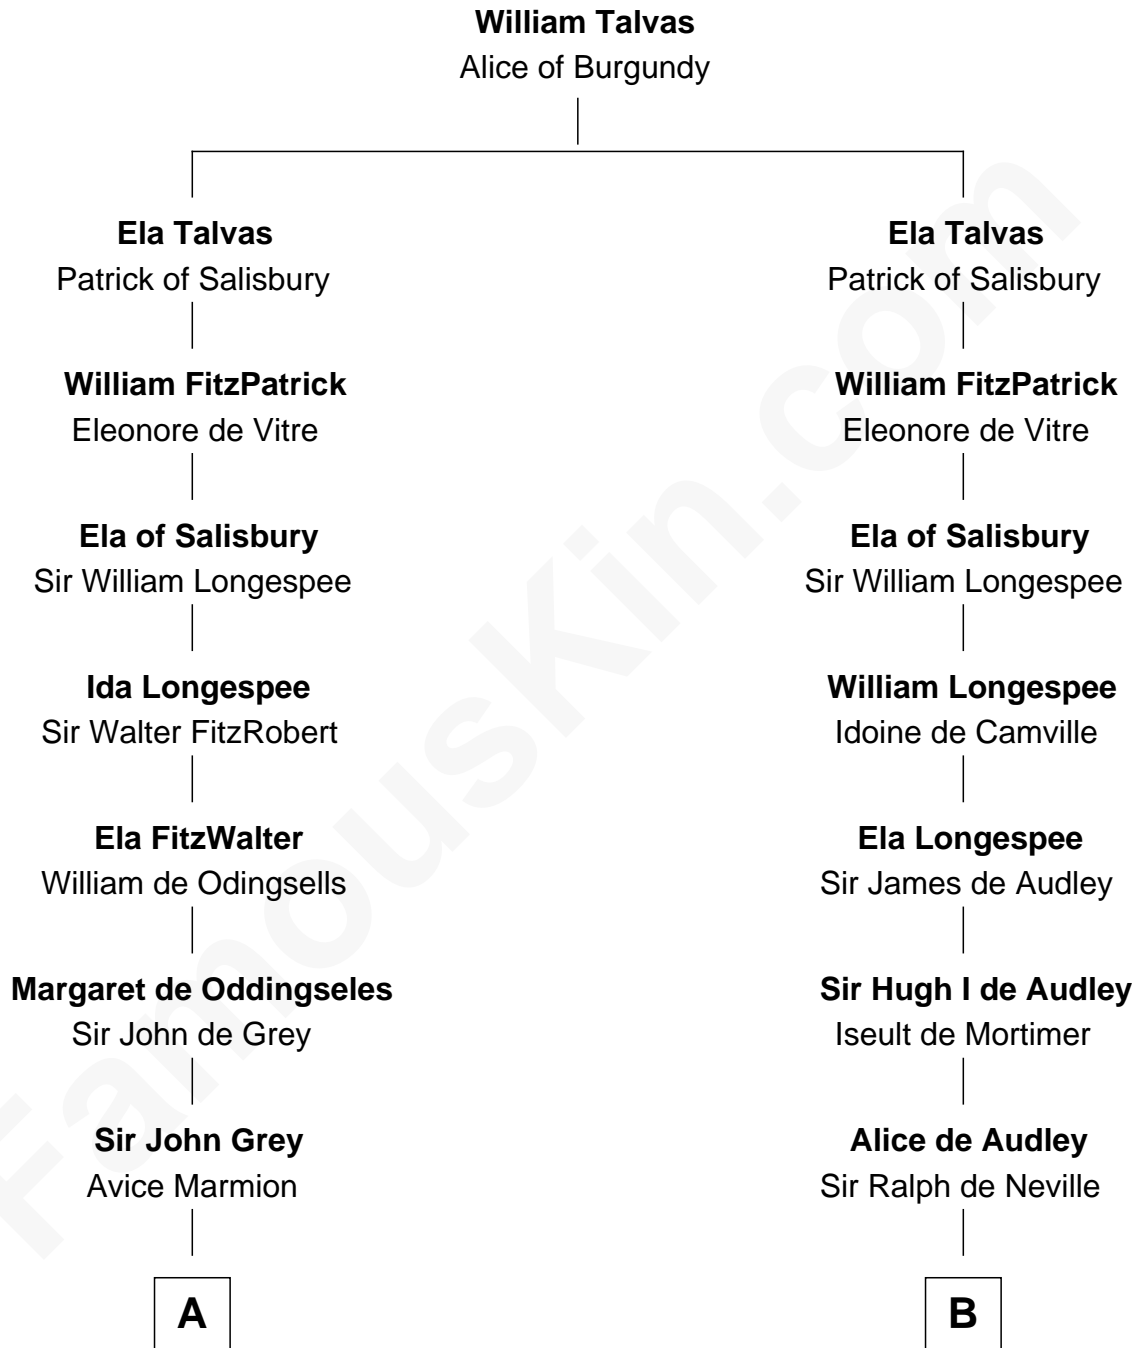 William Talvas
Alice of Burgundy
Ela Talvas
Patrick of Salisbury
William FitzPatrick
Eleonore de Vitre
Ela of Salisbury
Sir William Longespee
Ida Longespee
Sir Walter FitzRobert
Ela FitzWalter
William de Odingsells
Margaret de Oddingseles
Sir John de Grey
Sir John Grey
Avice Marmion
A
Ela Talvas
Patrick of Salisbury
William FitzPatrick
Eleonore de Vitre
Ela of Salisbury
Sir William Longespee
William Longespee
Idoine de Camville
Ela Longespee
Sir James de Audley
Sir Hugh I de Audley
Iseult de Mortimer
Alice de Audley
Sir Ralph de Neville
B
FamousKin.com